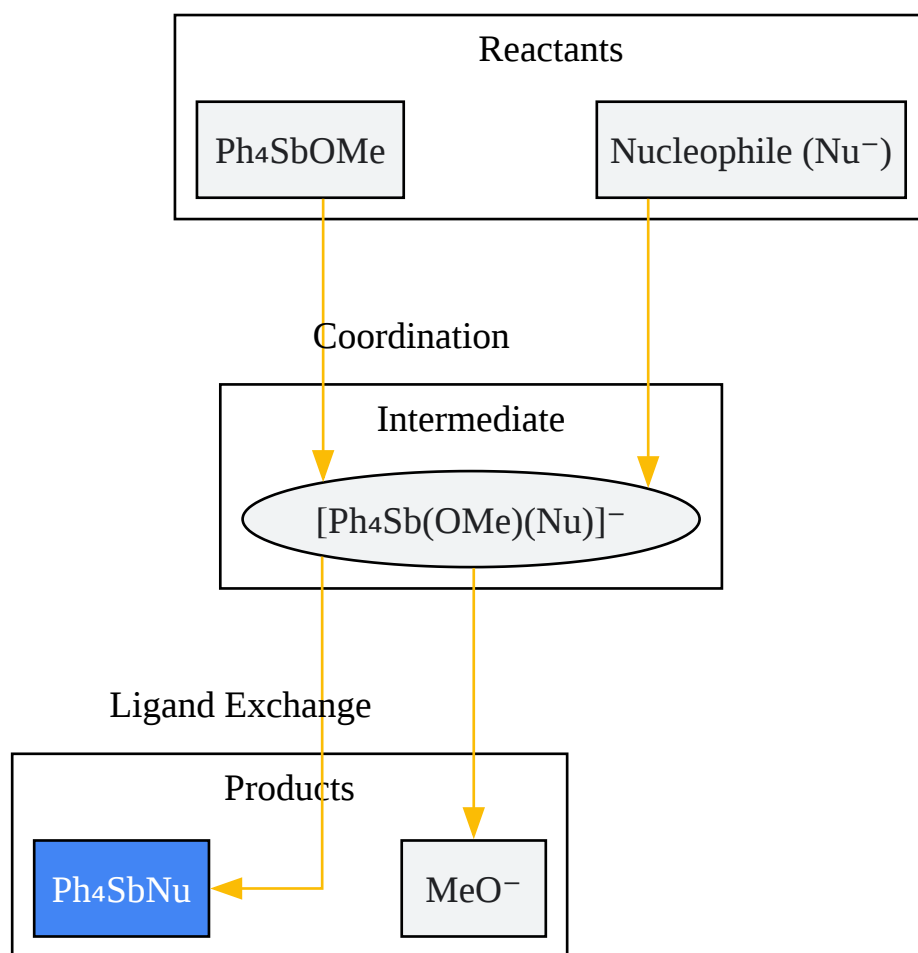 Reactants
Ph₄SbOMe
Nucleophile (Nu⁻)
Coordination
Intermediate
[Ph₄Sb(OMe)(Nu)]⁻
Ligand Exchange
Products
Ph₄SbNu
MeO⁻